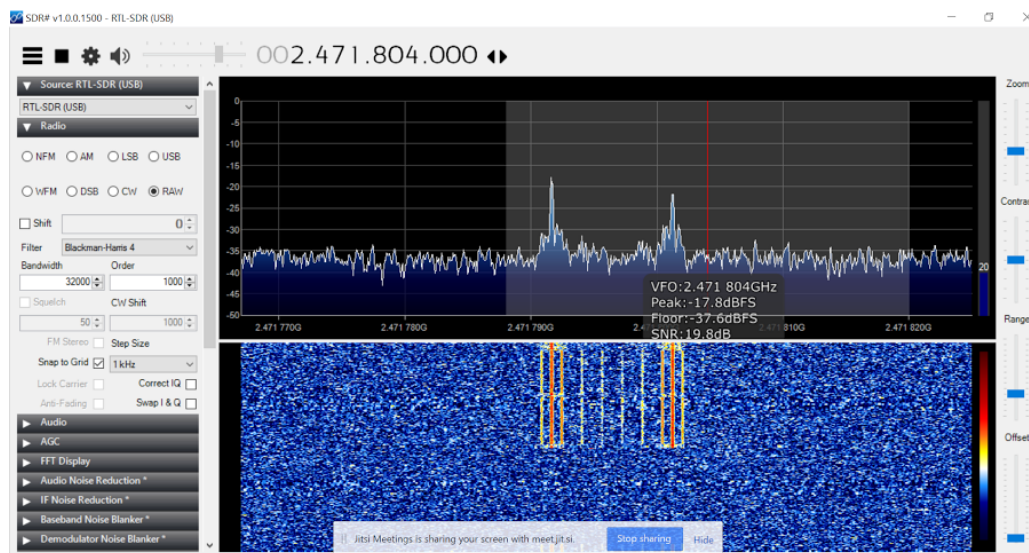 SDR# v1.0.0.1500 - RTL-SDR (USB)
002.471.804.000
Source: RTL-SDR (USB)
RTL-SDR (USB)
Radio
NFM AM LSB USB
WFM DSB CW RAW
Shift 0
Filter Blackman-Harris 4
Bandwidth Order
32000 1000
Squelch CW Shift
50 1000
FM Stereo Step Size
Snap to Grid 1 kHz
Lock Carrier Correct IQ
Anti-Fading Swap I & Q
Audio
AGC
FFT Display
Audio Noise Reduction *
IF Noise Reduction *
Baseband Noise Blanker *
Demodulator Noise Blanker *
0
-5
-10
-15
-20
-25
-30
-35
-40
-45
-50
2.471 770G 2.471 780G 2.471 790G 2.471 810G 2.471 820G
VFO:2.471 804GHz
Peak:-17.8dBFS
Floor:-37.6dBFS
SNR:19.8dB
20
Zoom
Contras
Range
Offset
Jitsi Meetings is sharing your screen with meet.jit.si. Stop sharing Hide